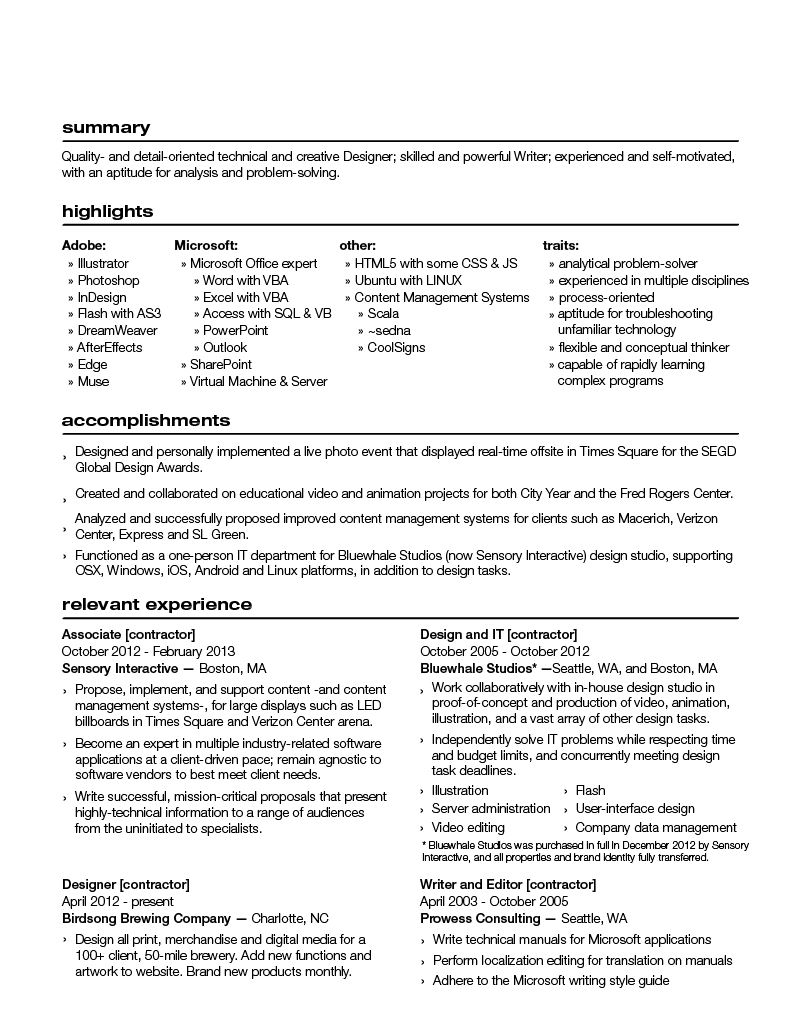 summary
Quality- and detail-oriented technical and creative Designer; skilled and powerful Writer; experienced and self-motivated,
with an aptitude for analysis and problem-solving.
highlights
Adobe:
» Illustrator
» Photoshop
» InDesign
» Flash with AS3
» DreamWeaver
» AfterEffects
» Edge
» Muse
Microsoft:
» Microsoft Office expert
» Word with VBA
» Excel with VBA
» Access with SQL & VB
» PowerPoint
» Outlook
» SharePoint
» Virtual Machine & Server
other:
» HTML5 with some CSS & JS
» Ubuntu with LINUX
» Content Management Systems
» Scala
» ~sedna
» CoolSigns
traits:
» analytical problem-solver
» experienced in multiple disciplines
» process-oriented
» aptitude for troubleshooting
unfamiliar technology
» flexible and conceptual thinker
» capable of rapidly learning
complex programs
accomplishments
› Designed and personally implemented a live photo event that displayed real-time offsite in Times Square for the SEGD
Global Design Awards.
› Created and collaborated on educational video and animation projects for both City Year and the Fred Rogers Center.
› Analyzed and successfully proposed improved content management systems for clients such as Macerich, Verizon
Center, Express and SL Green.
› Functioned as a one-person IT department for Bluewhale Studios (now Sensory Interactive) design studio, supporting
OSX, Windows, iOS, Android and Linux platforms, in addition to design tasks.
relevant experience
Associate [contractor]
October 2012 - February 2013
Sensory Interactive — Boston, MA
› Propose, implement, and support content -and content
management systems-, for large displays such as LED
billboards in Times Square and Verizon Center arena.
› Become an expert in multiple industry-related software
applications at a client-driven pace; remain agnostic to
software vendors to best meet client needs.
› Write successful, mission-critical proposals that present
highly-technical information to a range of audiences
from the uninitiated to specialists.
Design and IT [contractor]
October 2005 - October 2012
Bluewhale Studios* —Seattle, WA, and Boston, MA
› Work collaboratively with in-house design studio in
proof-of-concept and production of video, animation,
illustration, and a vast array of other design tasks.
› Independently solve IT problems while respecting time
and budget limits, and concurrently meeting design
task deadlines.
› Illustration › Flash
› Server administration › User-interface design
› Video editing › Company data management
* Bluewhale Studios was purchased in full in December 2012 by Sensory
Interactive, and all properties and brand identity fully transferred.
Designer [contractor]
April 2012 - present
Birdsong Brewing Company — Charlotte, NC
› Design all print, merchandise and digital media for a
100+ client, 50-mile brewery. Add new functions and
artwork to website. Brand new products monthly.
Writer and Editor [contractor]
April 2003 - October 2005
Prowess Consulting — Seattle, WA
› Write technical manuals for Microsoft applications
› Perform localization editing for translation on manuals
› Adhere to the Microsoft writing style guide